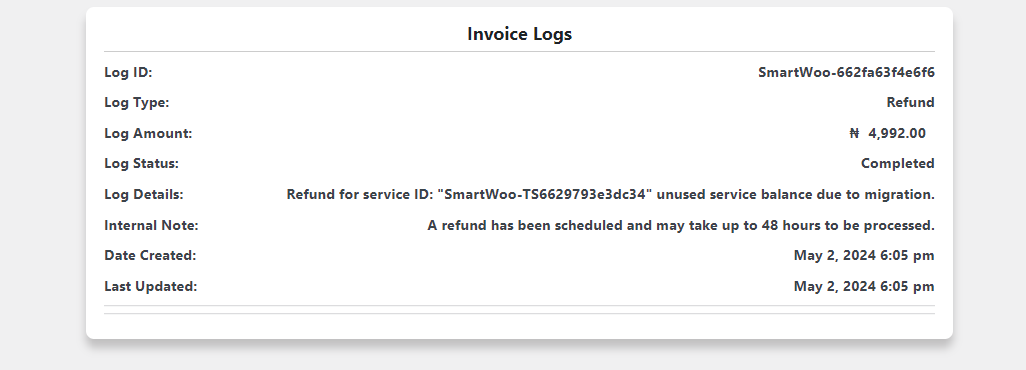 Invoice Logs
Log ID: SmartWoo-662fa63f4e6f6
Log Type: Refund
Log Amount: ₦ 4,992.00
Log Status: Completed
Log Details: Refund for service ID: "SmartWoo-TS6629793e3dc34" unused service balance due to migration.
Internal Note: A refund has been scheduled and may take up to 48 hours to be processed.
Date Created: May 2, 2024 6:05 pm
Last Updated: May 2, 2024 6:05 pm